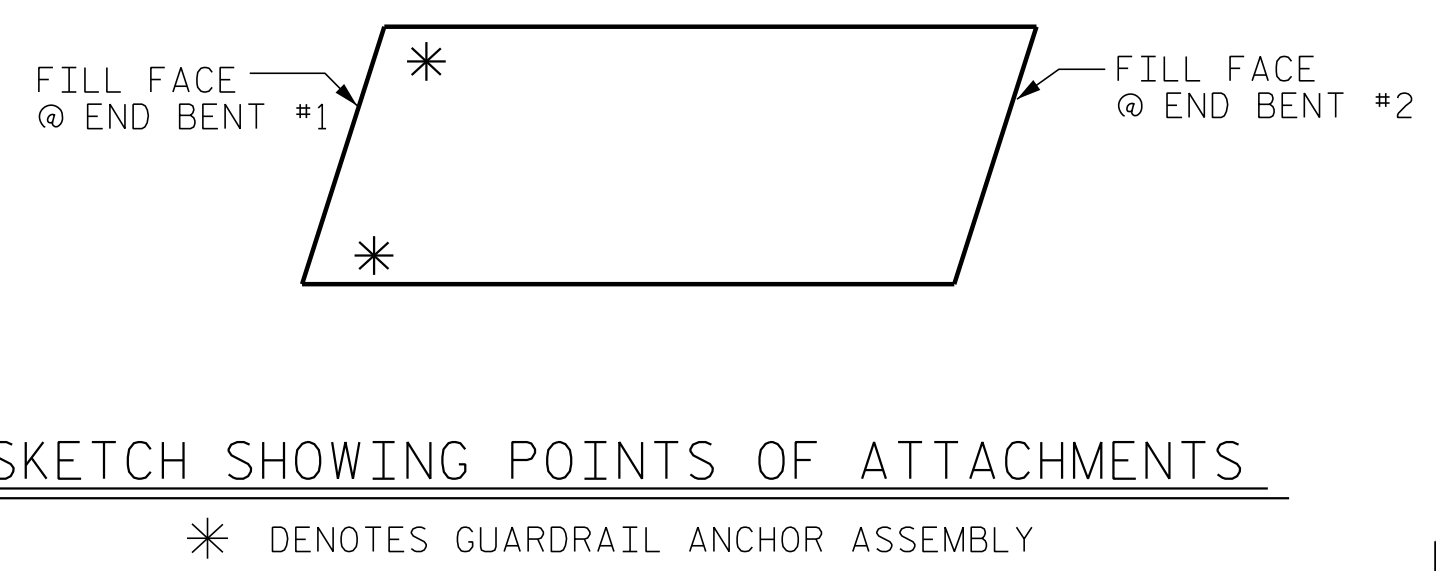 FILL FACE
@ END BENT #1
FILL FACE
@ END BENT #2
SKETCH SHOWING POINTS OF ATTACHMENTS
DENOTES GUARDRAIL ANCHOR ASSEMBLY